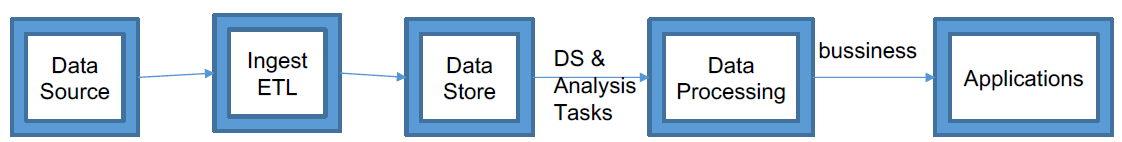 Data
Source
Ingest
ETL
Data
Store
DS &
Analysis
Tasks
Data
Processing
bussiness
Applications